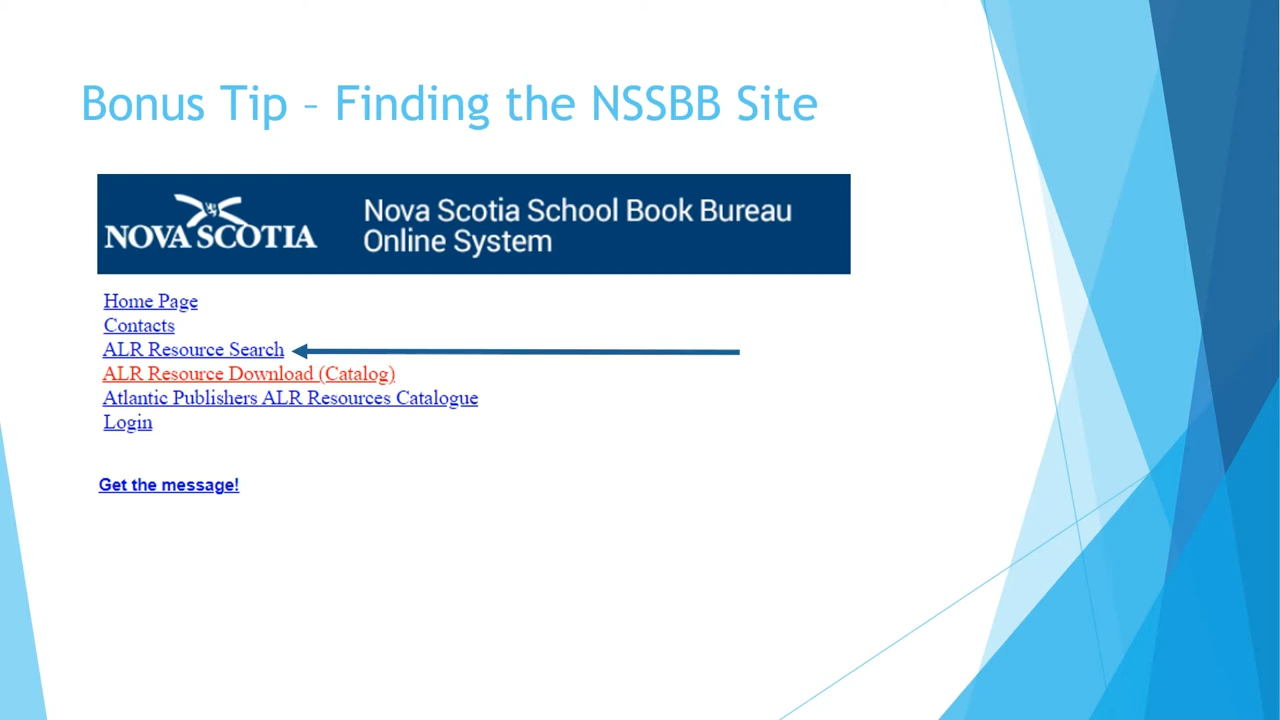 Bonus Tip – Finding the NSSBB Site
NOVA SCOTIA
Nova Scotia School Book Bureau
Online System
Home Page
Contacts
ALR Resource Search
ALR Resource Download (Catalog)
Atlantic Publishers ALR Resources Catalogue
Login
Get the message!